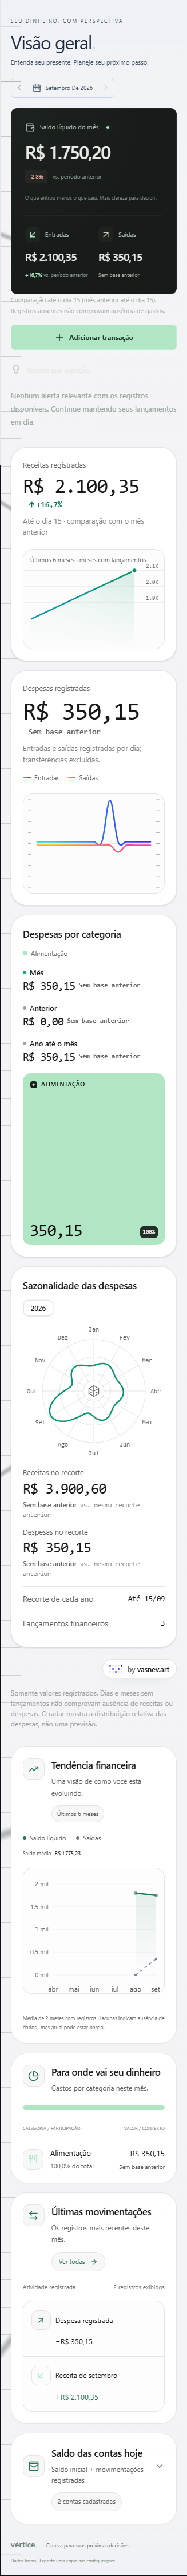 SEU DINHEIRO, COM PERSPECTIVA
Visão geral.
Entenda seu presente. Planeje seu próximo passo.
Setembro De 2026
Saldo líquido do mês
R$ 1.750,20
-2,8% vs. período anterior
O que entrou menos o que saiu. Mais clareza para decidir.
Entradas
Saídas
R$ 2.100,35
R$ 350,15
+16,7% vs. período anterior
Sem base anterior
Comparação até o dia 15 (mês anterior até o dia 15).
Registros ausentes não comprovam ausência de gastos.
Adicionar transação
Nenhum alerta relevante com os registros
disponíveis. Continue mantendo seus lançamentos
em dia.
Receitas registradas
R$ 2.100,35
↑ +16,7%
Até o dia 15 · comparação com o mês
anterior
Últimos 6 meses · meses com lançamentos
2.1K
2.0K
1.9K
Despesas registradas
R$ 350,15
Sem base anterior
Entradas e saídas registradas por dia;
transferências excluídas.
Entradas
Saídas
Despesas por categoria
Alimentação
Mês
R$ 350,15 Sem base anterior
Anterior
R$ 0,00 Sem base anterior
Ano até o mês
R$ 350,15 Sem base anterior
ALIMENTAÇÃO
350,15
100%
Sazonalidade das despesas
2026
Jan
Fev
Mar
Abr
Mai
Jun
Jul
Ago
Set
Out
Nov
Dez
Receitas no recorte
R$ 3.900,60
Sem base anterior vs. mesmo recorte
anterior
Despesas no recorte
R$ 350,15
Sem base anterior vs. mesmo recorte
anterior
Recorte de cada ano
Até 15/09
Lançamentos financeiros
3
by vasnev.art
Somente valores registrados. Dias e meses sem
lançamentos não comprovam ausência de receitas ou
de despesas. O radar mostra a distribuição relativa das
despesas, não uma previsão.
Tendência financeira
Uma visão de como você está
evoluindo.
Últimos 6 meses
Saldo líquido
Saídas
Saldo médio R$ 1.775,23
2 mil
1.5 mil
1 mil
0.5 mil
0 mil
abr
mai
jun
jul
ago
set
Média de 2 meses com registros · lacunas indicam ausência de
dados · mês atual pode estar parcial
Para onde vai seu dinheiro
Gastos por categoria neste mês.
CATEGORIA / PARTICIPAÇÃO
VALOR / CONTEXTO
Alimentação
R$ 350,15
100,0% do total
Sem base anterior
Últimas movimentações
Os registros mais recentes deste
mês.
Ver todas →
Atividade registrada
2 registros exibidos
Despesa registrada
−R$ 350,15
Receita de setembro
+R$ 2.100,35
Saldo das contas hoje
Saldo inicial + movimentações
registradas
2 contas cadastradas
vértice.
Clareza para suas próximas decisões.
Dados locais · Exporte uma cópia nas configurações.